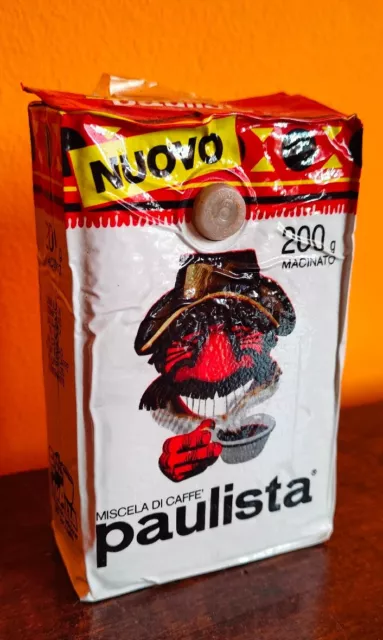 NUOVO
200 g
MACINATO
MISCELA DI CAFFE'
paulista®